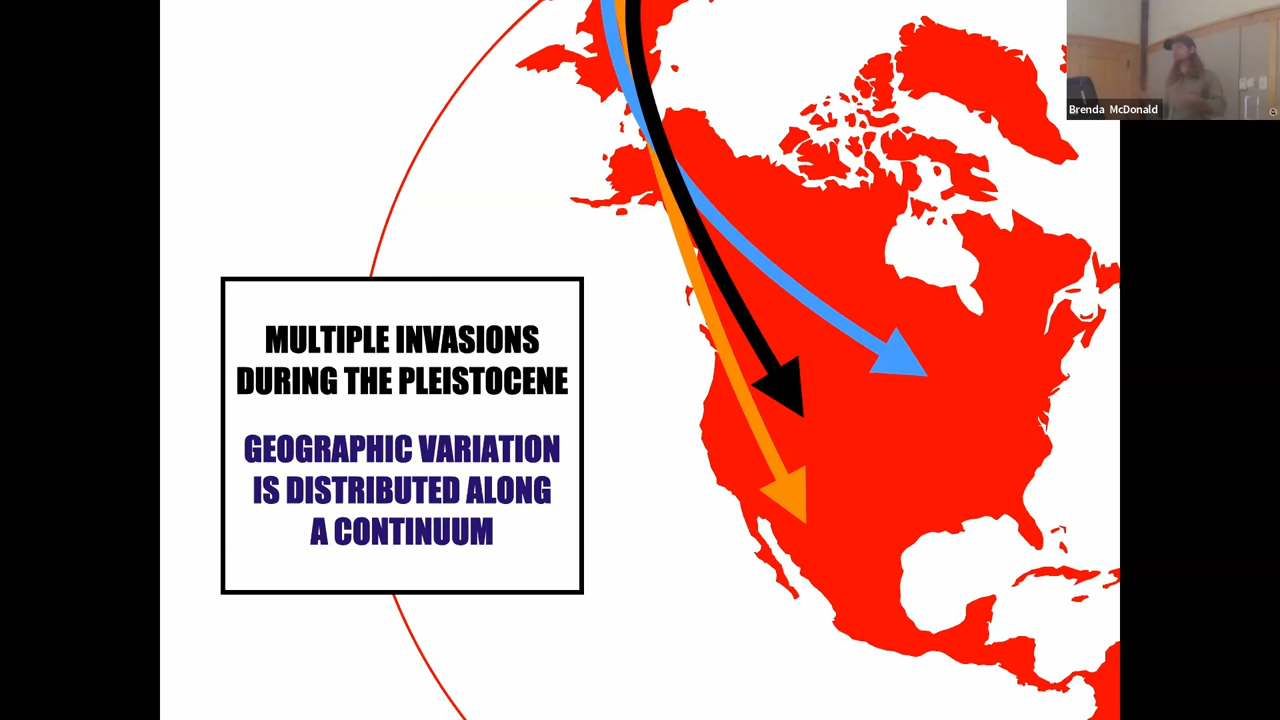 Brenda McDonald
MULTIPLE INVASIONS
DURING THE PLEISTOCENE
GEOGRAPHIC VARIATION
IS DISTRIBUTED ALONG
A CONTINUUM